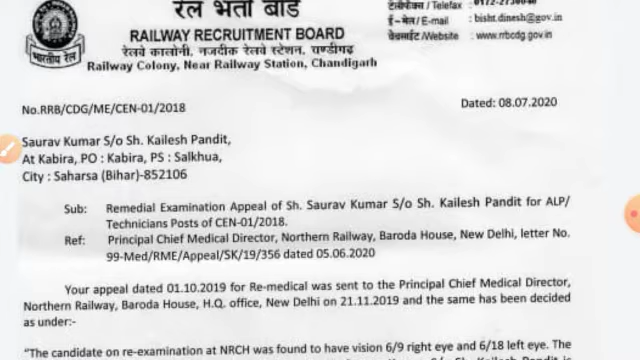 रेल भर्ती बोर्ड
RAILWAY RECRUITMENT BOARD
रेलवे कालोनी, नजदीक रेलवे स्टेशन, चण्डीगढ़
Railway Colony, Near Railway Station, Chandigarh
टेलीफैक्स / Telefax : 0172-2730040
ई-मेल/E-mail : bisht.dinesh@gov.in
वेबसाईट/Website : www.rrbcdg.gov.in
भारतीय रेल
No.RRB/CDG/ME/CEN-01/2018
Dated: 08.07.2020
Saurav Kumar S/o Sh. Kailesh Pandit,
At Kabira, PO : Kabira, PS : Salkhua,
City : Saharsa (Bihar)-852106
Sub: Remedial Examination Appeal of Sh. Saurav Kumar S/o Sh. Kailesh Pandit for ALP/
Technicians Posts of CEN-01/2018.
Ref: Principal Chief Medical Director, Northern Railway, Baroda House, New Delhi, letter No.
99-Med/RME/Appeal/SK/19/356 dated 05.06.2020
Your appeal dated 01.10.2019 for Re-medical was sent to the Principal Chief Medical Director,
Northern Railway, Baroda House, H.Q. office, New Delhi on 21.11.2019 and the same has been decided
as under:-
"The candidate on re-examination at NRCH was found to have vision 6/9 right eye and 6/18 left eye. The